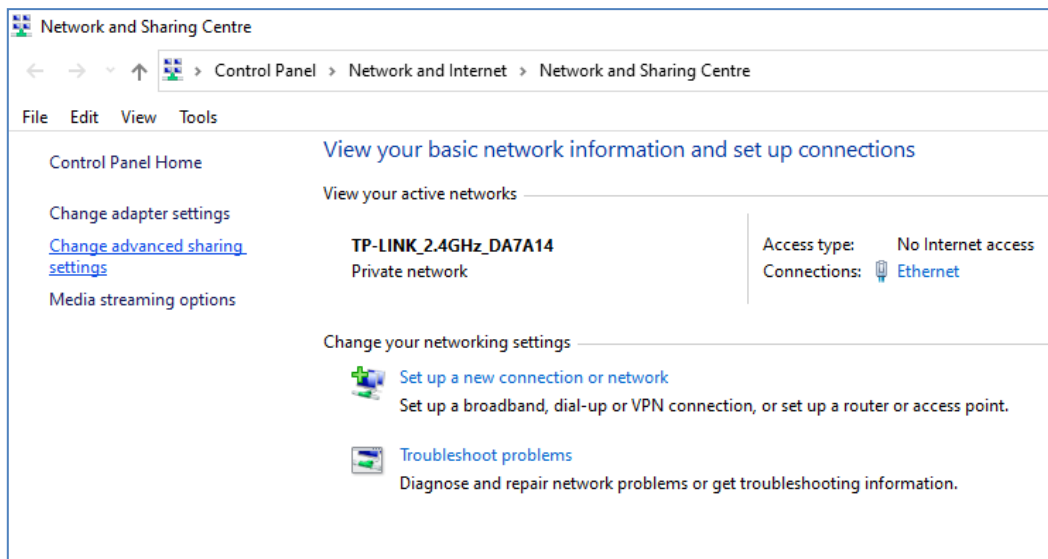 Network and Sharing Centre
Control Panel > Network and Internet > Network and Sharing Centre
File Edit View Tools
Control Panel Home
Change adapter settings
Change advanced sharing
settings
Media streaming options
View your basic network information and set up connections
View your active networks
TP-LINK_2.4GHz_DA7A14
Private network
Access type: No Internet access
Connections: Ethernet
Change your networking settings
Set up a new connection or network
Set up a broadband, dial-up or VPN connection, or set up a router or access point.
Troubleshoot problems
Diagnose and repair network problems or get troubleshooting information.